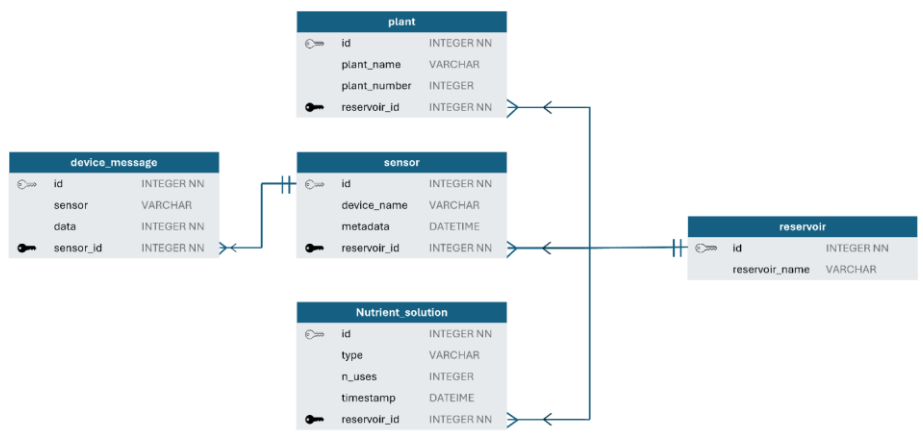 plant
id INTEGER NN
plant_name VARCHAR
plant_number INTEGER
reservoir_id INTEGER NN
device_message
id INTEGER NN
sensor VARCHAR
data INTEGER NN
sensor_id INTEGER NN
sensor
id INTEGER NN
device_name VARCHAR
metadata DATETIME
reservoir_id INTEGER NN
reservoir
id INTEGER NN
reservoir_name VARCHAR
Nutrient_solution
id INTEGER NN
type VARCHAR
n_uses INTEGER
timestamp DATEIME
reservoir_id INTEGER NN